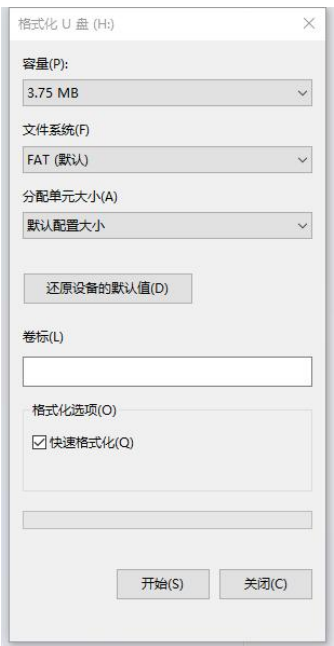 格式化 U 盘 (H:)
容量(P):
3.75 MB
文件系统(F)
FAT (默认)
分配单元大小(A)
默认配置大小
还原设备的默认值(D)
卷标(L)
格式化选项(O)
快速格式化(Q)
开始(S)
关闭(C)